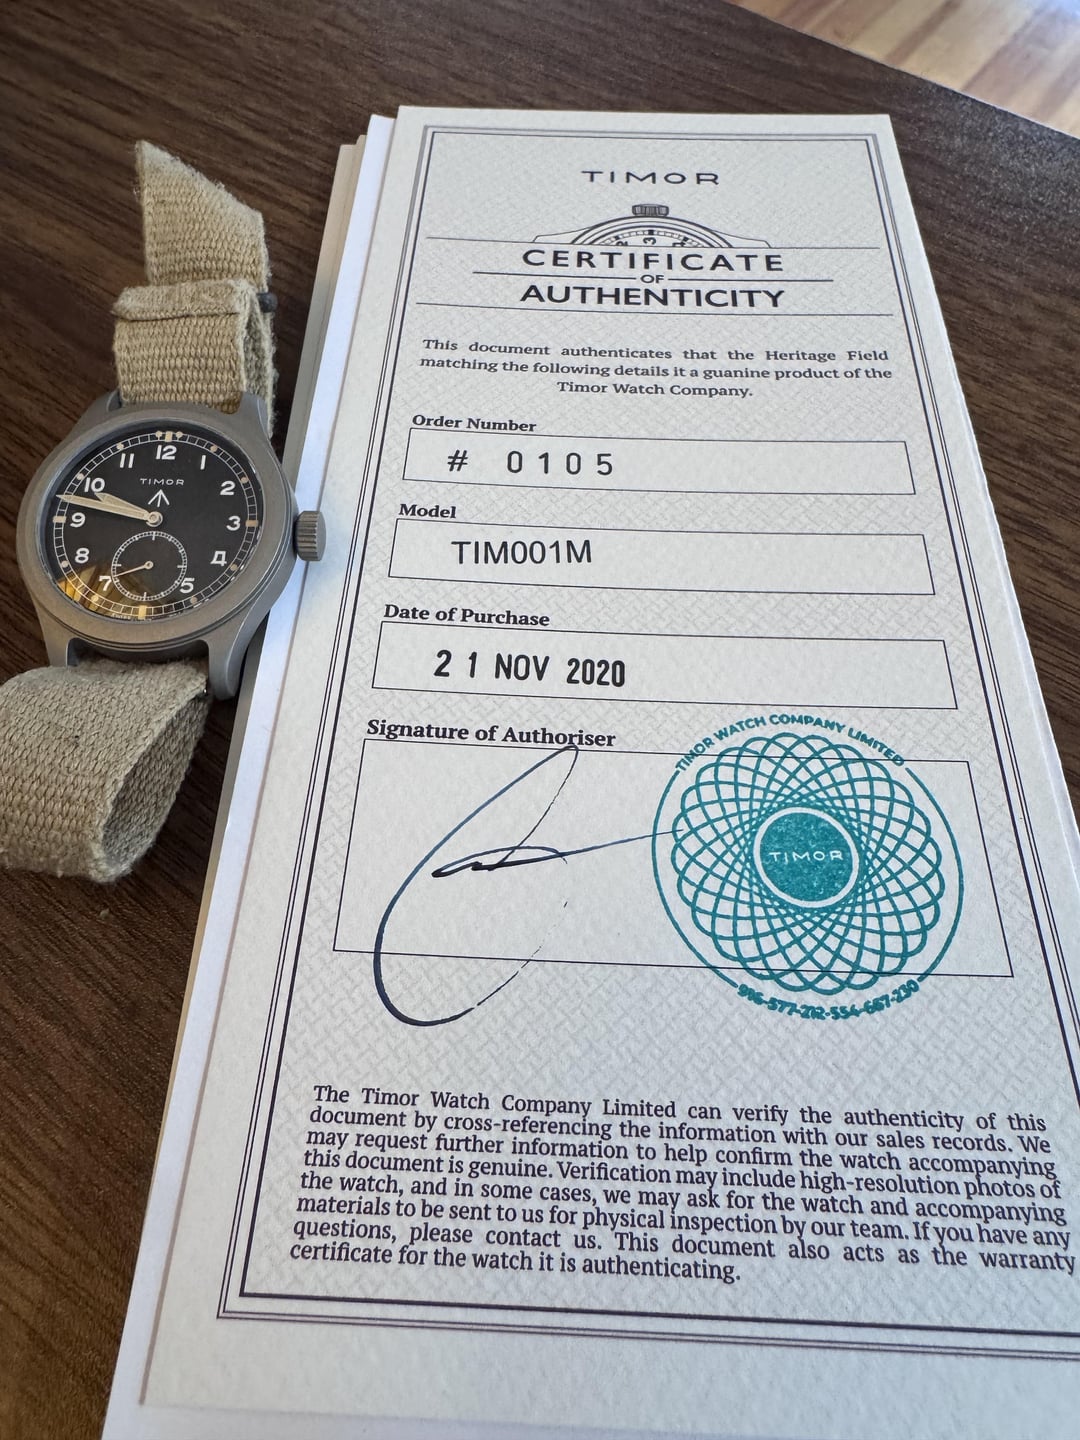 TIMOR
CERTIFICATE
OF
AUTHENTICITY
This document authenticates that the Heritage Field
matching the following details it a guanine product of the
Timor Watch Company.
Order Number
# 0105
Model
TIM001M
Date of Purchase
21 NOV 2020
Signature of Authoriser
TIMOR WATCH COMPANY LIMITED
TIMOR
The Timor Watch Company Limited can verify the authenticity of this
document by cross-referencing the information with our sales records. We
may request further information to help confirm the watch accompanying
this document is genuine. Verification may include high-resolution photos of
the watch, and in some cases, we may ask for the watch and accompanying
materials to be sent to us for physical inspection by our team. If you have any
questions, please contact us. This document also acts as the warranty
certificate for the watch it is authenticating.
12
1
2
3
4
5
7
8
9
10
11
TIMOR